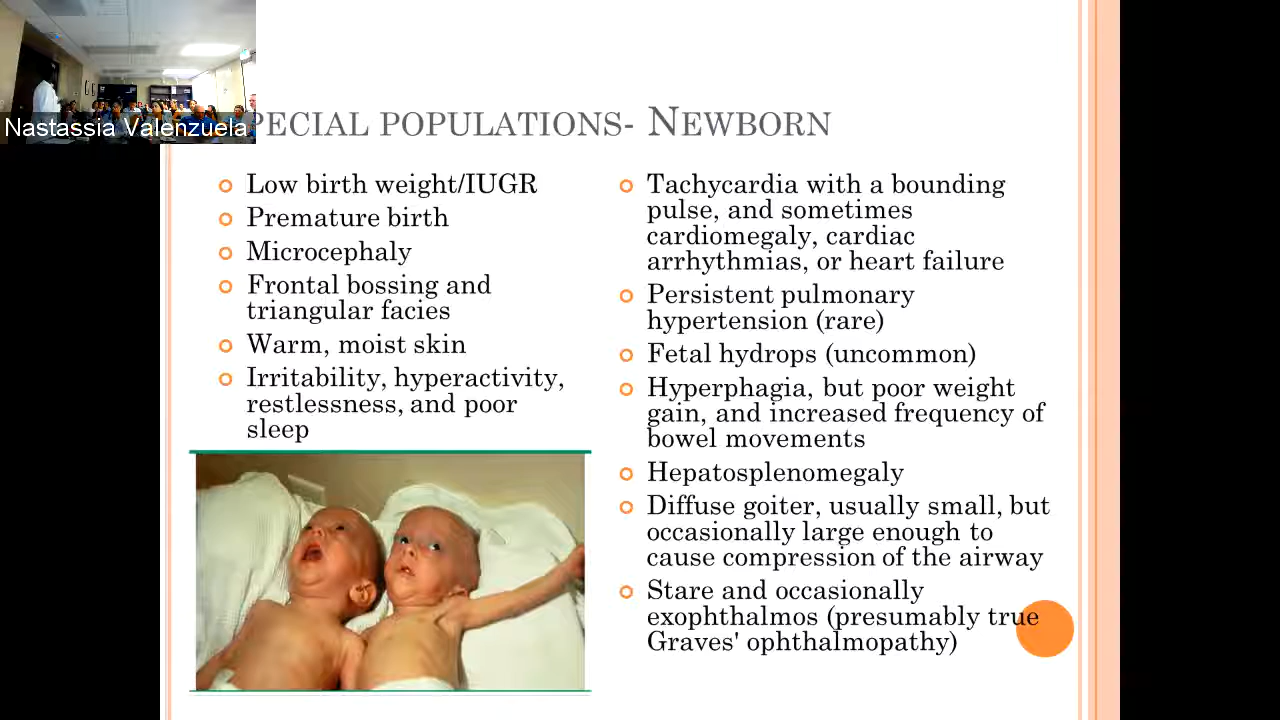 Nastassia Valenzuela
PECIAL POPULATIONS- NEWBORN
Low birth weight/IUGR
Premature birth
Microcephaly
Frontal bossing and
triangular facies
Warm, moist skin
Irritability, hyperactivity,
restlessness, and poor
sleep
Tachycardia with a bounding
pulse, and sometimes
cardiomegaly, cardiac
arrhythmias, or heart failure
Persistent pulmonary
hypertension (rare)
Fetal hydrops (uncommon)
Hyperphagia, but poor weight
gain, and increased frequency of
bowel movements
Hepatosplenomegaly
Diffuse goiter, usually small, but
occasionally large enough to
cause compression of the airway
Stare and occasionally
exophthalmos (presumably true
Graves' ophthalmopathy)